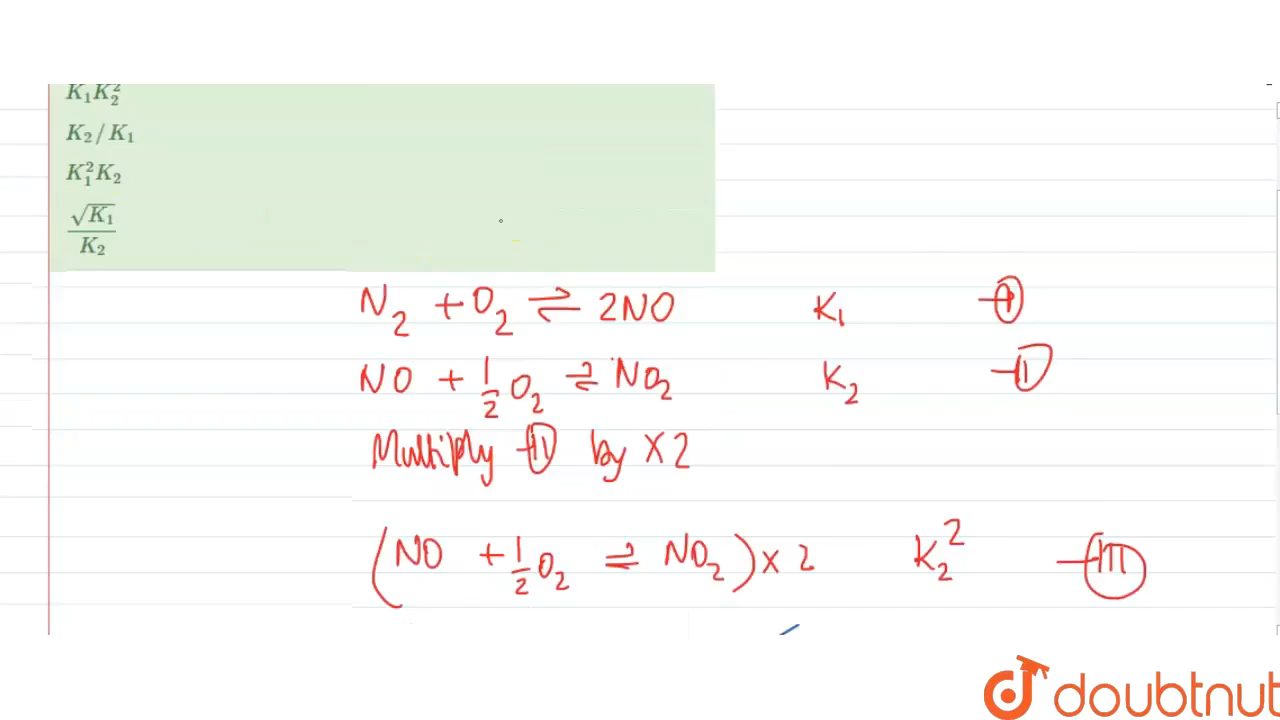 K₁K₂²
K₂ / K₁
K₁²K₂
√K₁ / K₂
N₂ + O₂ ⇌ 2NO K₁ —Ⓘ
NO + 1/2 O₂ ⇌ NO₂ K₂ —(II)
Multiply —(II) by × 2
(NO + 1/2 O₂ ⇌ NO₂) × 2 K₂² —(III)
doubtnut